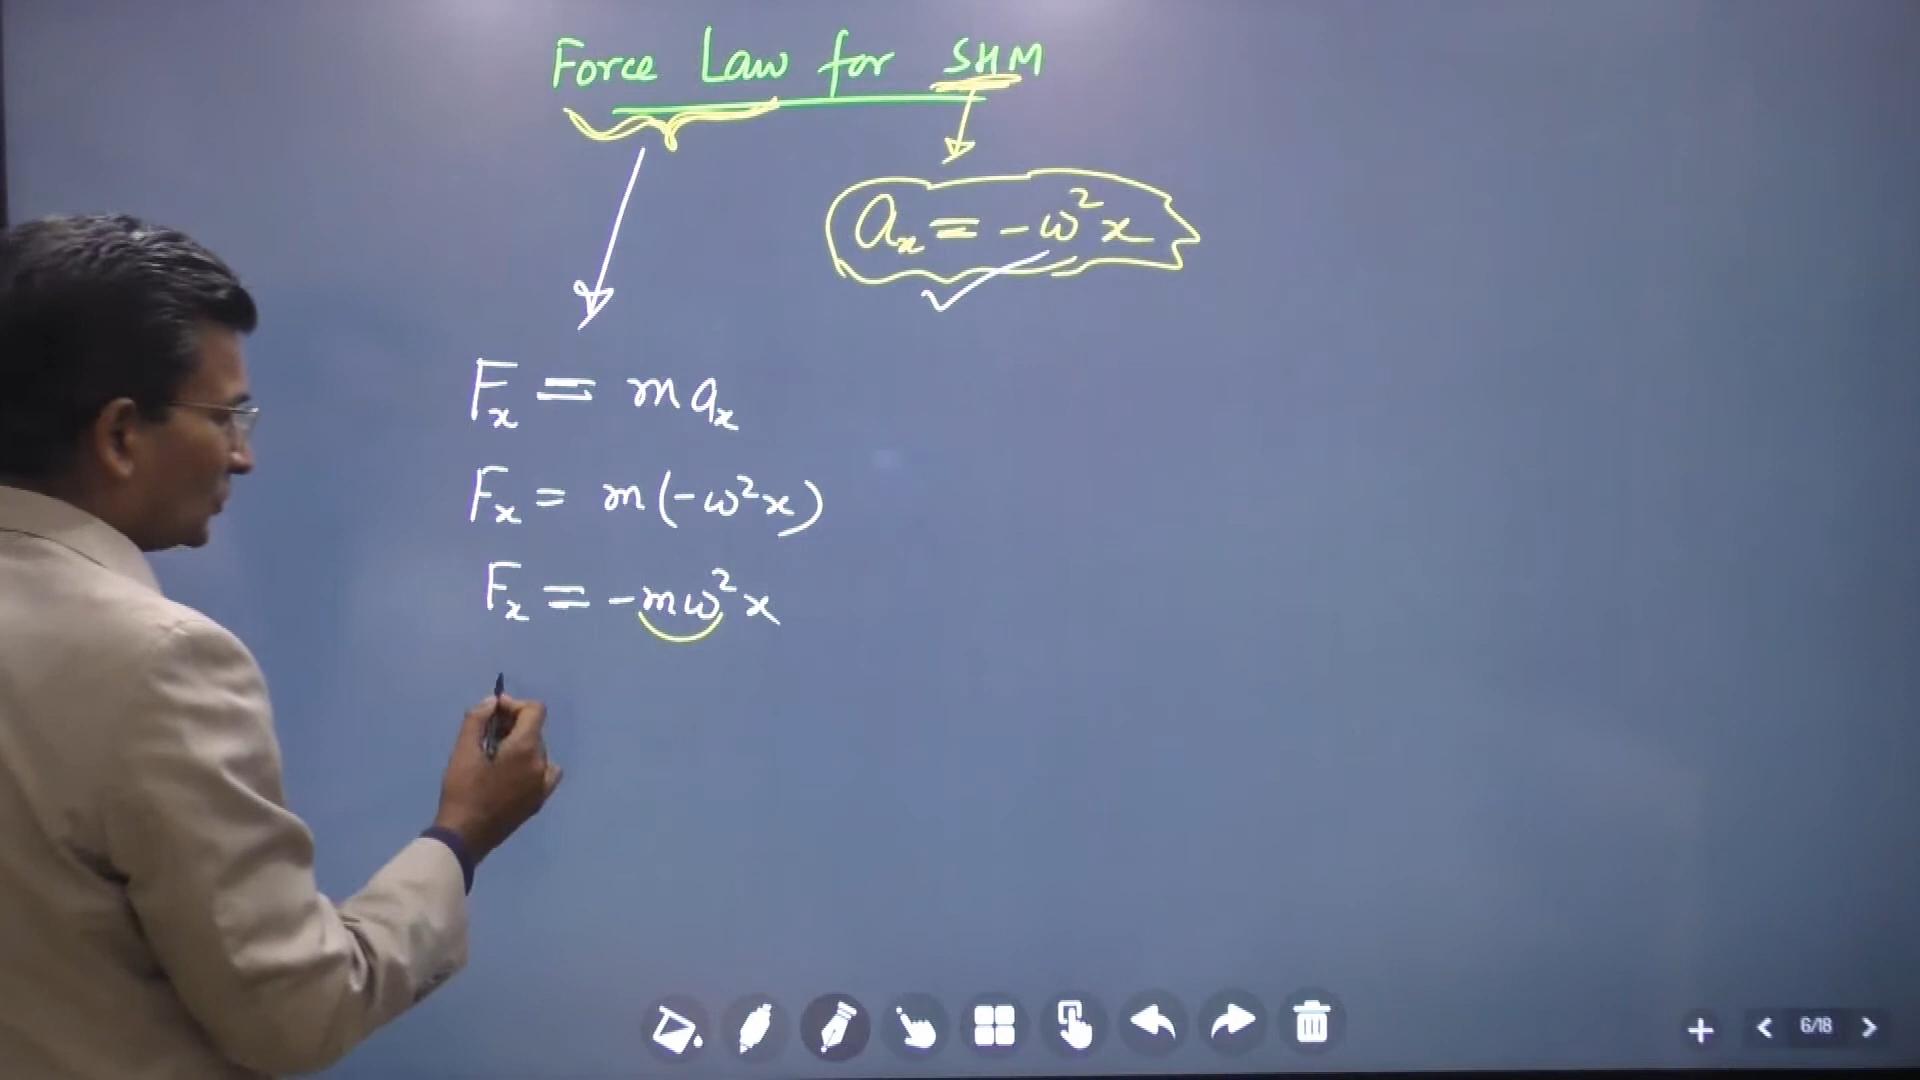 Force Law for SHM
aₓ = -ω²x
Fₓ = maₓ
Fₓ = m(-ω²x)
Fₓ = -mω²x
6/18